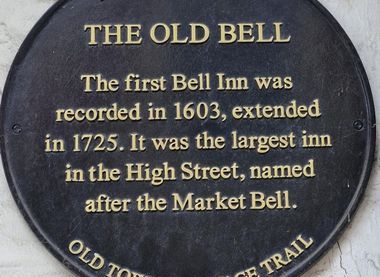 THE OLD BELL
The first Bell Inn was
recorded in 1603, extended
in 1725. It was the largest inn
in the High Street, named
after the Market Bell.
OLD TRAIL